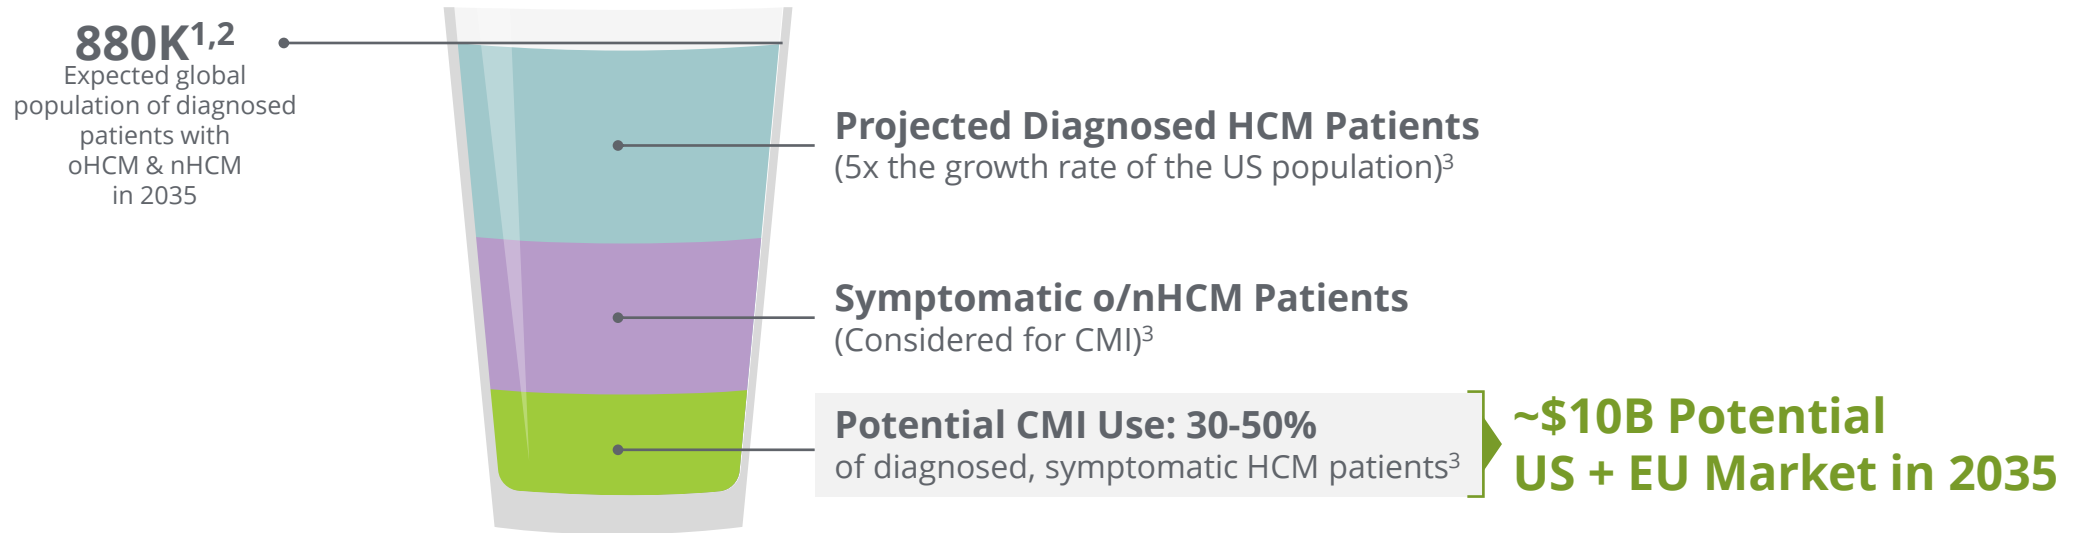 880K1,2
Expected global
population of diagnosed
patients with
oHCM & nHCM
in 2035
Projected Diagnosed HCM Patients
(5x the growth rate of the US population)3
Symptomatic o/nHCM Patients
(Considered for CMI)3
Potential CMI Use: 30-50%
of diagnosed, symptomatic HCM patients3
~$10B Potential
US + EU Market in 2035